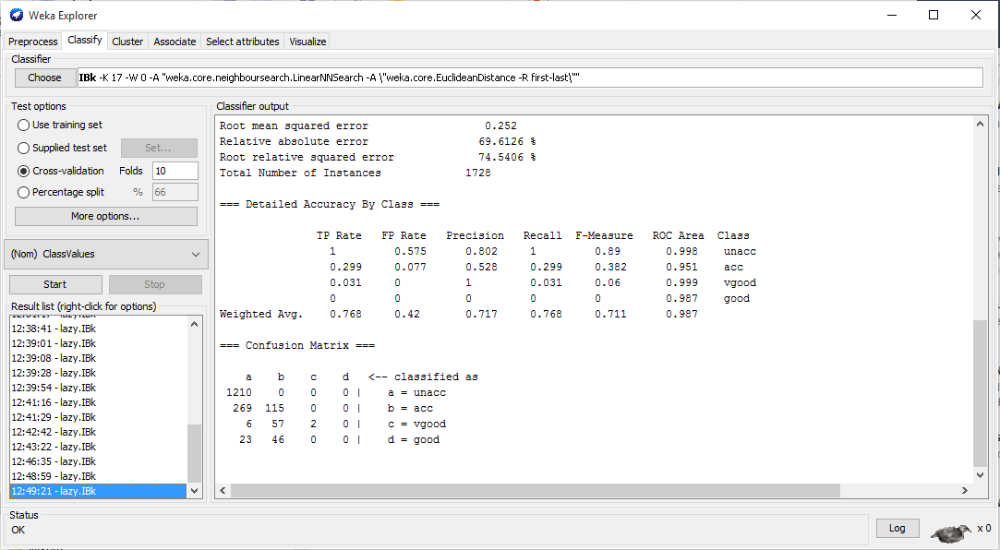 Weka Explorer
Preprocess Classify Cluster Associate Select attributes Visualize
Classifier
Choose IBk -K 17 -W 0 -A "weka.core.neighboursearch.LinearNNSearch -A \"weka.core.EuclideanDistance -R first-last\""
Test options
Use training set
Supplied test set Set...
Cross-validation Folds 10
Percentage split % 66
More options...
(Nom) ClassValues
Start Stop
Result list (right-click for options)
12:38:41 - lazy.IBk
12:39:01 - lazy.IBk
12:39:08 - lazy.IBk
12:39:28 - lazy.IBk
12:39:54 - lazy.IBk
12:41:16 - lazy.IBk
12:41:29 - lazy.IBk
12:42:42 - lazy.IBk
12:43:22 - lazy.IBk
12:46:35 - lazy.IBk
12:48:59 - lazy.IBk
12:49:21 - lazy.IBk
Classifier output
Root mean squared error 0.252
Relative absolute error 69.6126 %
Root relative squared error 74.5406 %
Total Number of Instances 1728
=== Detailed Accuracy By Class ===
TP Rate FP Rate Precision Recall F-Measure ROC Area Class
1 0.575 0.802 1 0.89 0.998 unacc
0.299 0.077 0.528 0.299 0.382 0.951 acc
0.031 0 1 0.031 0.06 0.999 vgood
0 0 0 0 0 0.987 good
Weighted Avg. 0.768 0.42 0.717 0.768 0.711 0.987
=== Confusion Matrix ===
a b c d <-- classified as
1210 0 0 0 | a = unacc
269 115 0 0 | b = acc
6 57 2 0 | c = vgood
23 46 0 0 | d = good
Status
OK
Log x 0